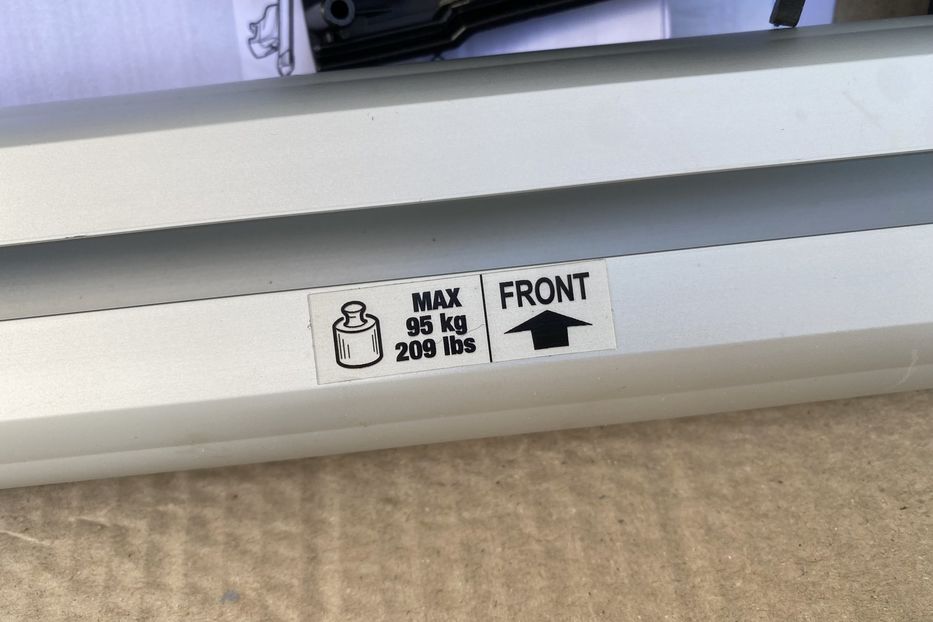 MAX
95 kg
209 lbs
FRONT